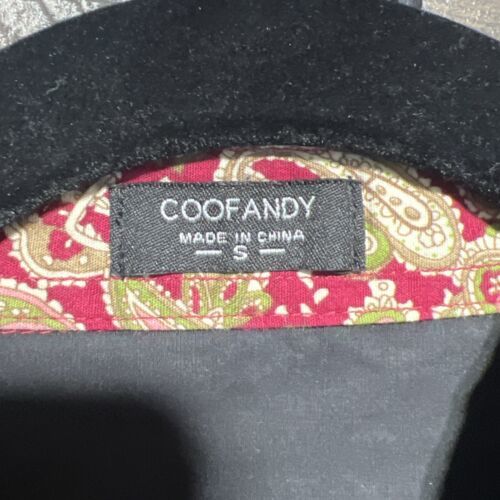 COOFANDY
MADE IN CHINA
— S —